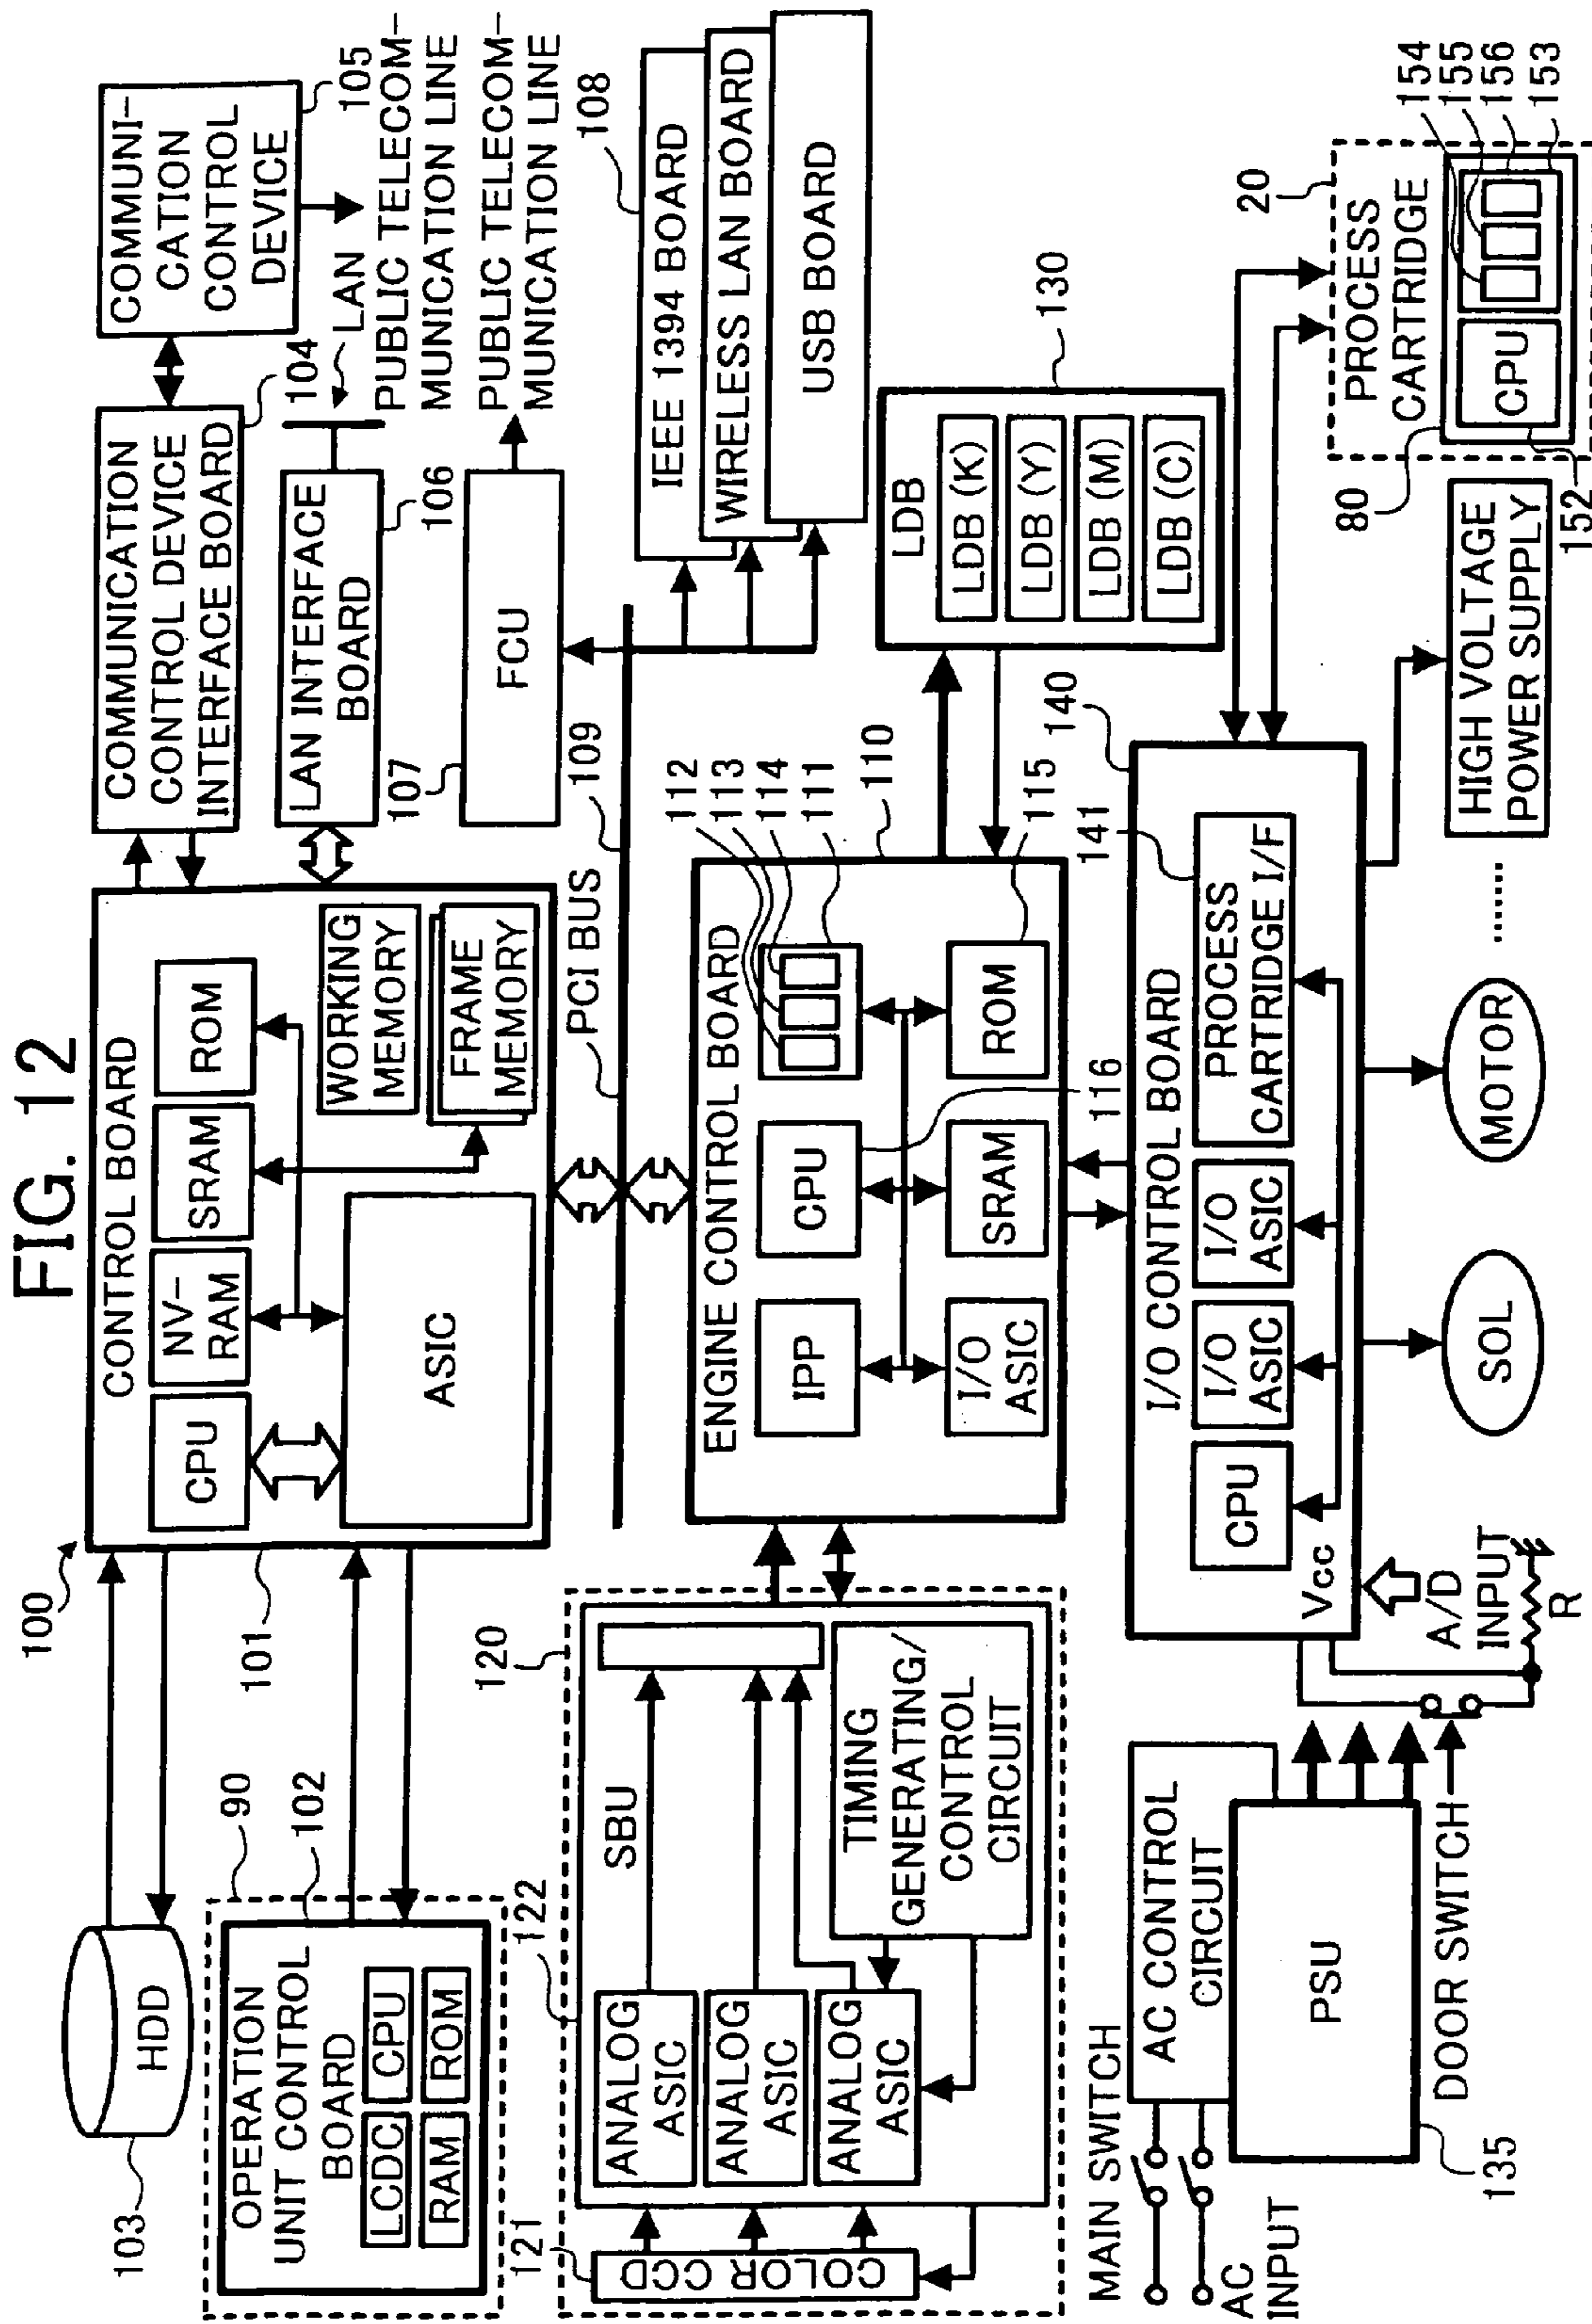 FIG. 12
100
CONTROL BOARD
CPU
NV-
RAM
SRAM
ROM
ASIC
WORKING
MEMORY
FRAME
MEMORY
101
HDD
103
90
102
OPERATION
UNIT CONTROL
BOARD
LCDC
CPU
RAM
ROM
COMMUNICATION
CONTROL DEVICE
INTERFACE BOARD
104
COMMUNI-
CATION
CONTROL
DEVICE
105
LAN
PUBLIC TELECOM-
MUNICATION LINE
LAN INTERFACE
BOARD
106
PUBLIC TELECOM-
MUNICATION LINE
107
FCU
PCI BUS
109
108
IEEE 1394 BOARD
WIRELESS LAN BOARD
USB BOARD
120
122
SBU
121
COLOR CCD
ANALOG
ASIC
ANALOG
ASIC
ANALOG
ASIC
TIMING
GENERATING/
CONTROL
CIRCUIT
ENGINE CONTROL BOARD
IPP
CPU
I/O
ASIC
SRAM
ROM
112
113
114
111
110
115
116
LDB
LDB (K)
LDB (Y)
LDB (M)
LDB (C)
130
MAIN SWITCH
AC
INPUT
AC CONTROL
CIRCUIT
PSU
135
DOOR SWITCH
I/O CONTROL BOARD
140
141
CPU
I/O
ASIC
I/O
ASIC
PROCESS
CARTRIDGE I/F
Vcc
A/D
INPUT
R
SOL
MOTOR
........
HIGH VOLTAGE
POWER SUPPLY
20
PROCESS
CARTRIDGE
80
CPU
152
154
155
156
153